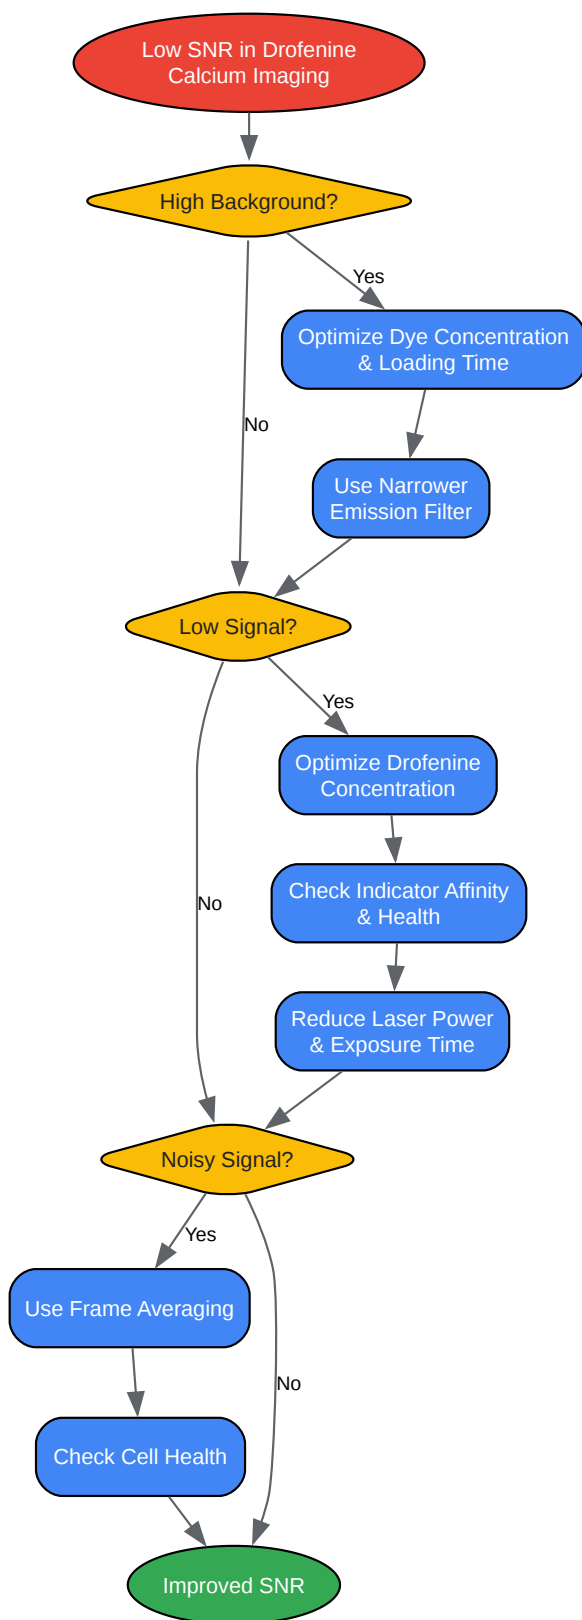 Low SNR in Drofenine
Calcium Imaging
High Background?
Yes
Optimize Dye Concentration
& Loading Time
No
Use Narrower
Emission Filter
Low Signal?
Yes
Optimize Drofenine
Concentration
Check Indicator Affinity
& Health
No
Reduce Laser Power
& Exposure Time
Noisy Signal?
Yes
Use Frame Averaging
No
Check Cell Health
Improved SNR